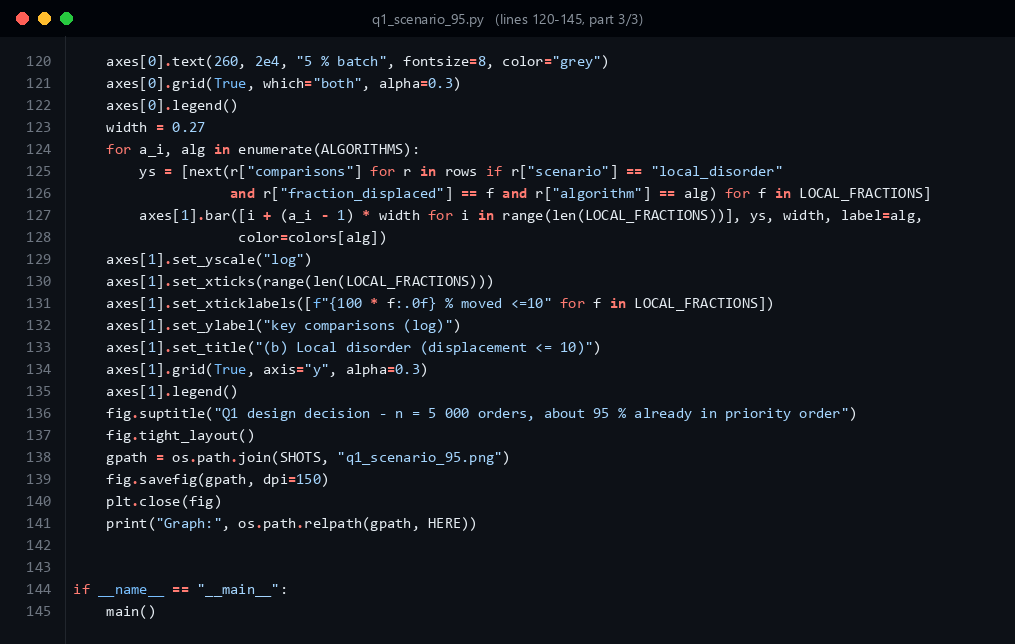 q1_scenario_95.py (lines 120-145, part 3/3)
120     axes[0].text(260, 2e4, "5 % batch", fontsize=8, color="grey")
121     axes[0].grid(True, which="both", alpha=0.3)
122     axes[0].legend()
123     width = 0.27
124     for a_i, alg in enumerate(ALGORITHMS):
125         ys = [next(r["comparisons"] for r in rows if r["scenario"] == "local_disorder"
126                    and r["fraction_displaced"] == f and r["algorithm"] == alg) for f in LOCAL_FRACTIONS]
127         axes[1].bar([i + (a_i - 1) * width for i in range(len(LOCAL_FRACTIONS))], ys, width, label=alg,
128                     color=colors[alg])
129     axes[1].set_yscale("log")
130     axes[1].set_xticks(range(len(LOCAL_FRACTIONS)))
131     axes[1].set_xticklabels([f"{100 * f:.0f} % moved <=10" for f in LOCAL_FRACTIONS])
132     axes[1].set_ylabel("key comparisons (log)")
133     axes[1].set_title("(b) Local disorder (displacement <= 10)")
134     axes[1].grid(True, axis="y", alpha=0.3)
135     axes[1].legend()
136     fig.suptitle("Q1 design decision - n = 5 000 orders, about 95 % already in priority order")
137     fig.tight_layout()
138     gpath = os.path.join(SHOTS, "q1_scenario_95.png")
139     fig.savefig(gpath, dpi=150)
140     plt.close(fig)
141     print("Graph:", os.path.relpath(gpath, HERE))
142
143
144 if __name__ == "__main__":
145     main()